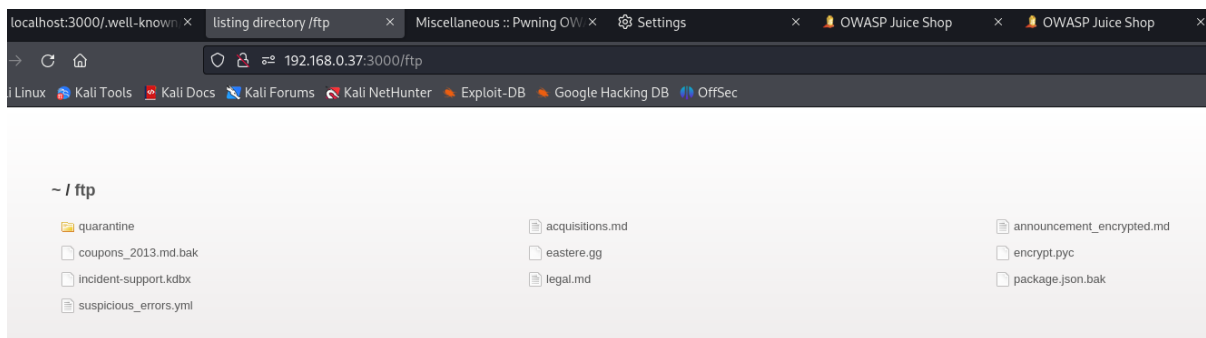 localhost:3000/.well-known listing directory /ftp Miscellaneous :: Pwning OW Settings OWASP Juice Shop OWASP Juice Shop
192.168.0.37:3000/ftp
li Linux Kali Tools Kali Docs Kali Forums Kali NetHunter Exploit-DB Google Hacking DB OffSec
~ / ftp
quarantine acquisitions.md announcement_encrypted.md
coupons_2013.md.bak eastere.gg encrypt.pyc
incident-support.kdbx legal.md package.json.bak
suspicious_errors.yml